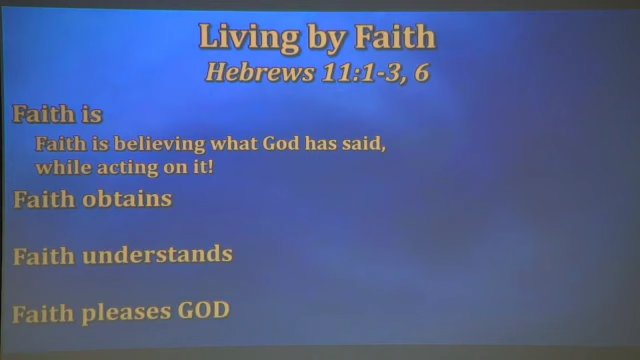 Living by Faith
Hebrews 11:1-3, 6
Faith is
Faith is believing what God has said,
while acting on it!
Faith obtains
Faith understands
Faith pleases GOD